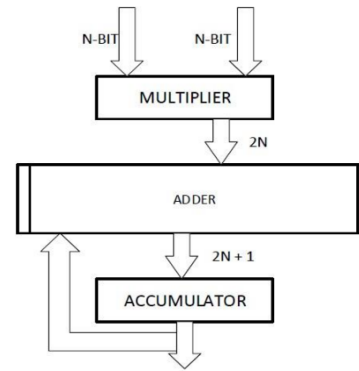 N-BIT N-BIT
MULTIPLIER
2N
ADDER
2N + 1
ACCUMULATOR